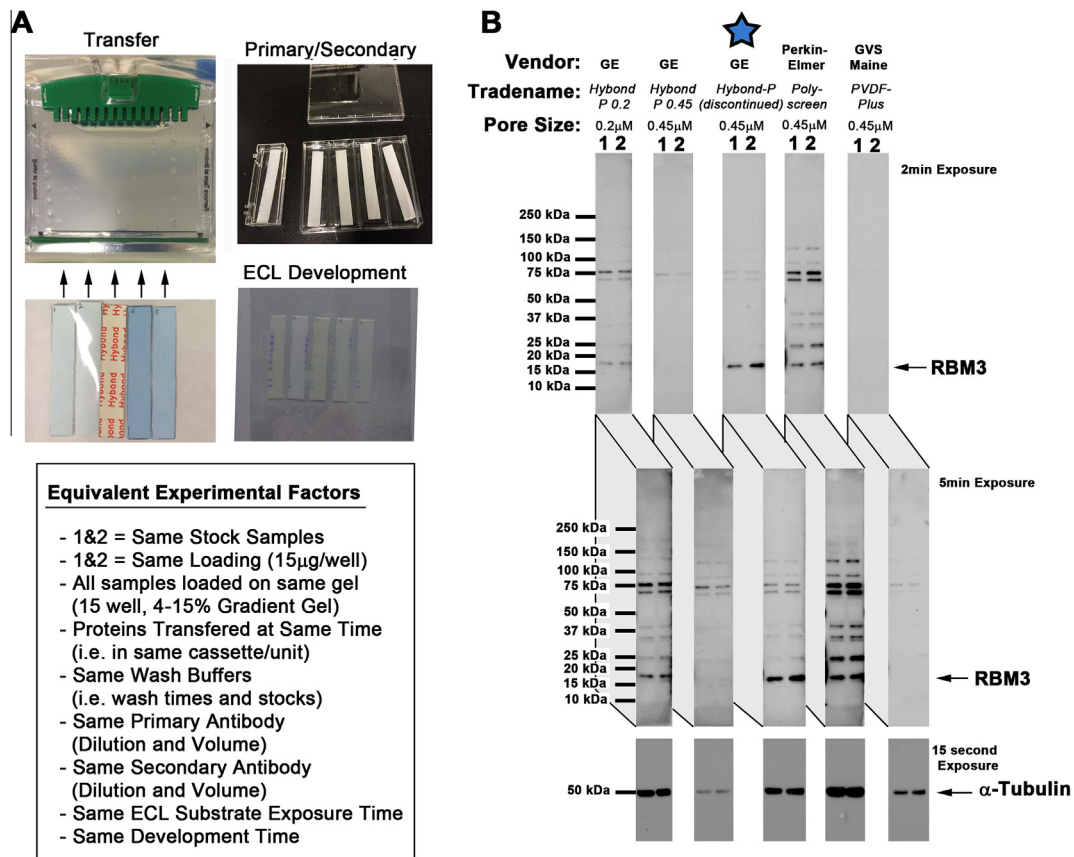 A
Transfer
Primary/Secondary
ECL Development
Hybond Hybond Hybond
Equivalent Experimental Factors
- 1&2 = Same Stock Samples
- 1&2 = Same Loading (15µg/well)
- All samples loaded on same gel
(15 well, 4-15% Gradient Gel)
- Proteins Transfered at Same Time
(i.e. in same cassette/unit)
- Same Wash Buffers
(i.e. wash times and stocks)
- Same Primary Antibody
(Dilution and Volume)
- Same Secondary Antibody
(Dilution and Volume)
- Same ECL Substrate Exposure Time
- Same Development Time
B
Vendor: GE GE GE Perkin-Elmer GVS Maine
Tradename: Hybond P 0.2 Hybond P 0.45 Hybond-P (discontinued) Poly-screen PVDF-Plus
Pore Size: 0.2µM 0.45µM 0.45µM 0.45µM 0.45µM
1 2 1 2 1 2 1 2 1 2
2min Exposure
250 kDa
150 kDa
100 kDa
75 kDa
50 kDa
37 kDa
25 kDa
20 kDa
15 kDa
10 kDa
RBM3
5min Exposure
250 kDa
150 kDa
100 kDa
75 kDa
50 kDa
37 kDa
25 kDa
20 kDa
15 kDa
10 kDa
RBM3
15 second
Exposure
50 kDa
α-Tubulin